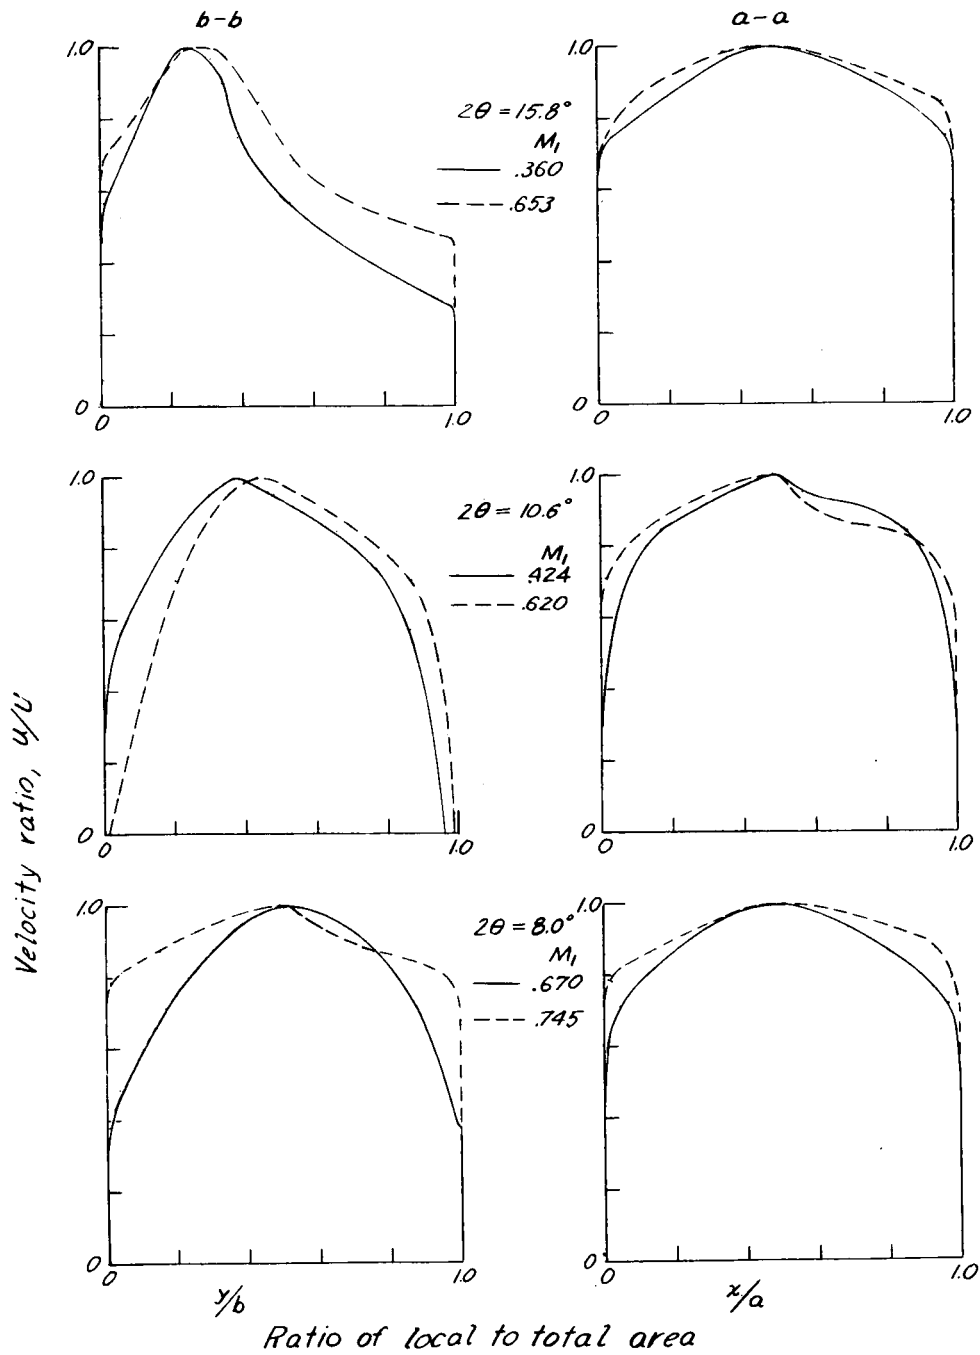 b-b
a-a
1.0
1.0
2θ = 15.8°
M₁
.360
.653
0
0
1.0
0
0
1.0
1.0
1.0
2θ = 10.6°
M₁
.424
.620
0
0
1.0
0
0
1.0
1.0
1.0
2θ = 8.0°
M₁
.670
.745
0
0
1.0
0
0
1.0
Velocity ratio, u/U
y/b
x/a
Ratio of local to total area